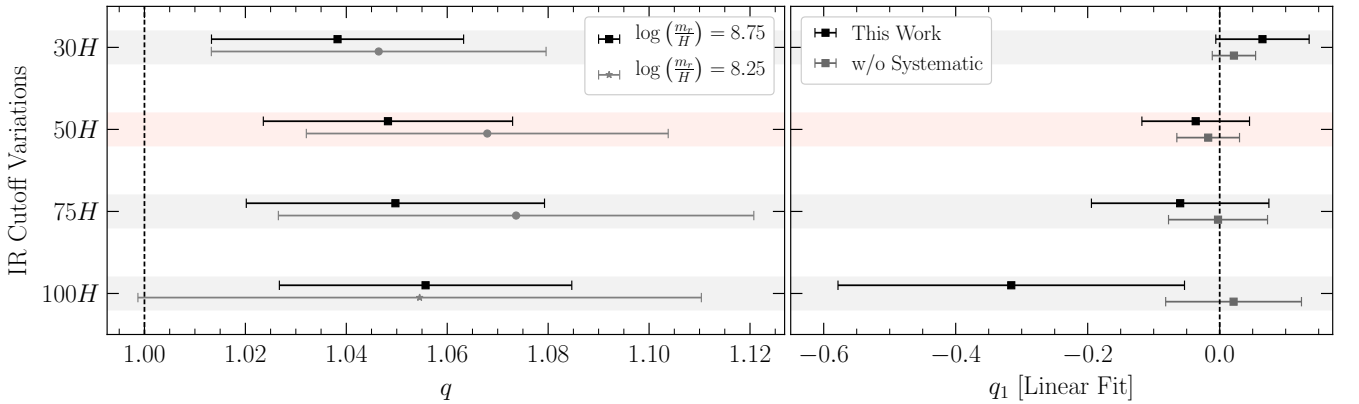 IR Cutoff Variations
30H
50H
75H
100H
log (m_r/H) = 8.75
log (m_r/H) = 8.25
1.00 1.02 1.04 1.06 1.08 1.10 1.12
q
This Work
w/o Systematic
−0.6 −0.4 −0.2 0.0
q₁ [Linear Fit]